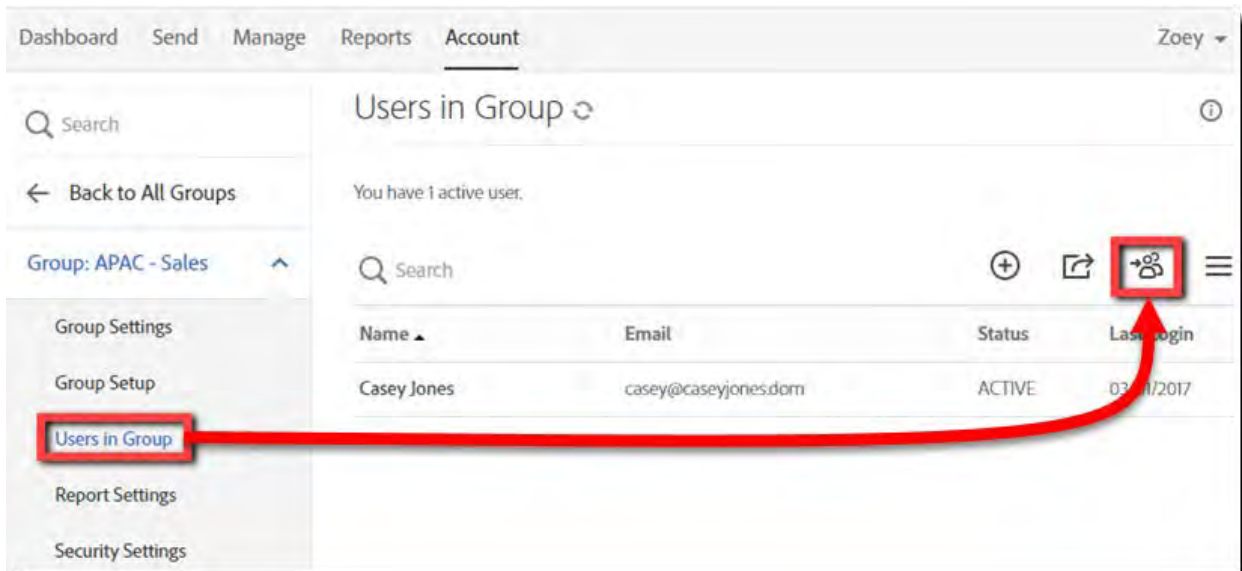 Dashboard Send Manage Reports Account Zoey
Search
Back to All Groups
Group: APAC - Sales
Group Settings
Group Setup
Users in Group
Report Settings
Security Settings
Users in Group
You have 1 active user.
Search
Name Email Status
Casey Jones casey@caseyjones.dom ACTIVE